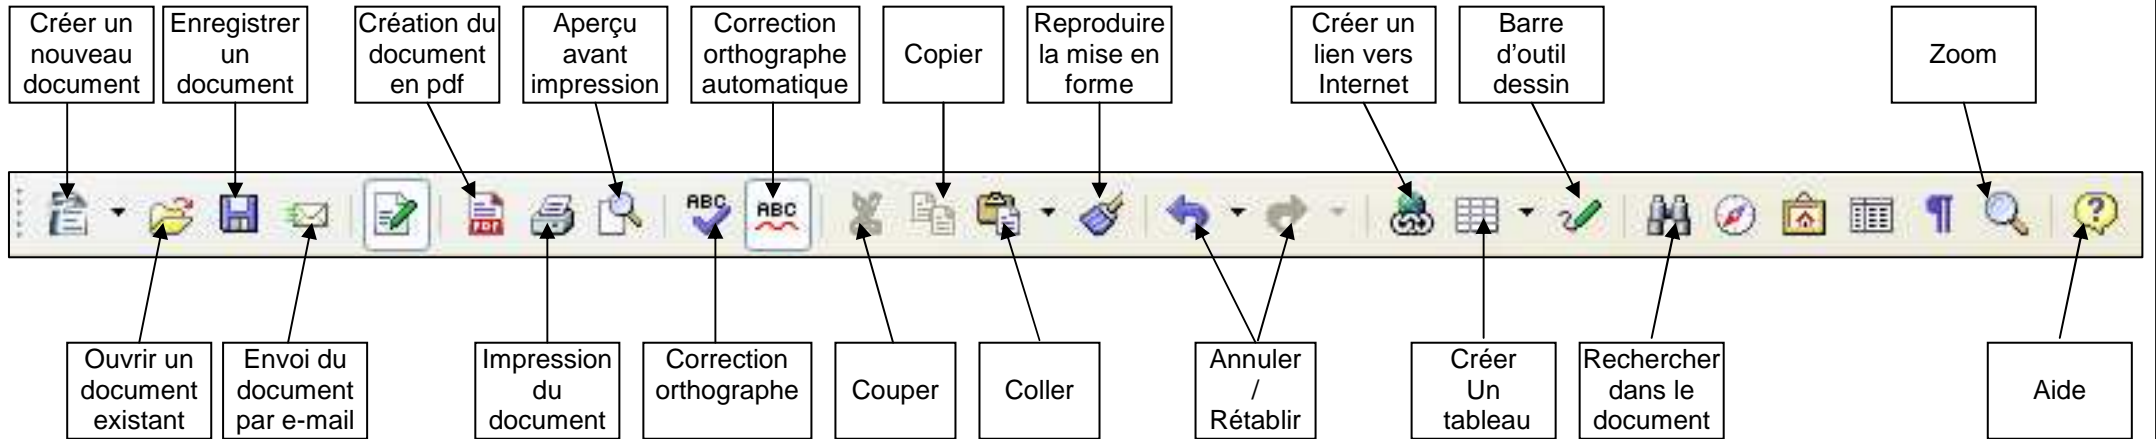 Créer un
nouveau
document
Enregistrer
un
document
Création du
document
en pdf
Aperçu
avant
impression
Correction
orthographe
automatique
Copier
Reproduire
la mise en
forme
Créer un
lien vers
Internet
Barre
d'outil
dessin
Zoom
PDF
ABC
ABC
Ouvrir un
document
existant
Envoi du
document
par e-mail
Impression
du
document
Correction
orthographe
Couper
Coller
Annuler
/
Rétablir
Créer
Un
tableau
Rechercher
dans le
document
Aide